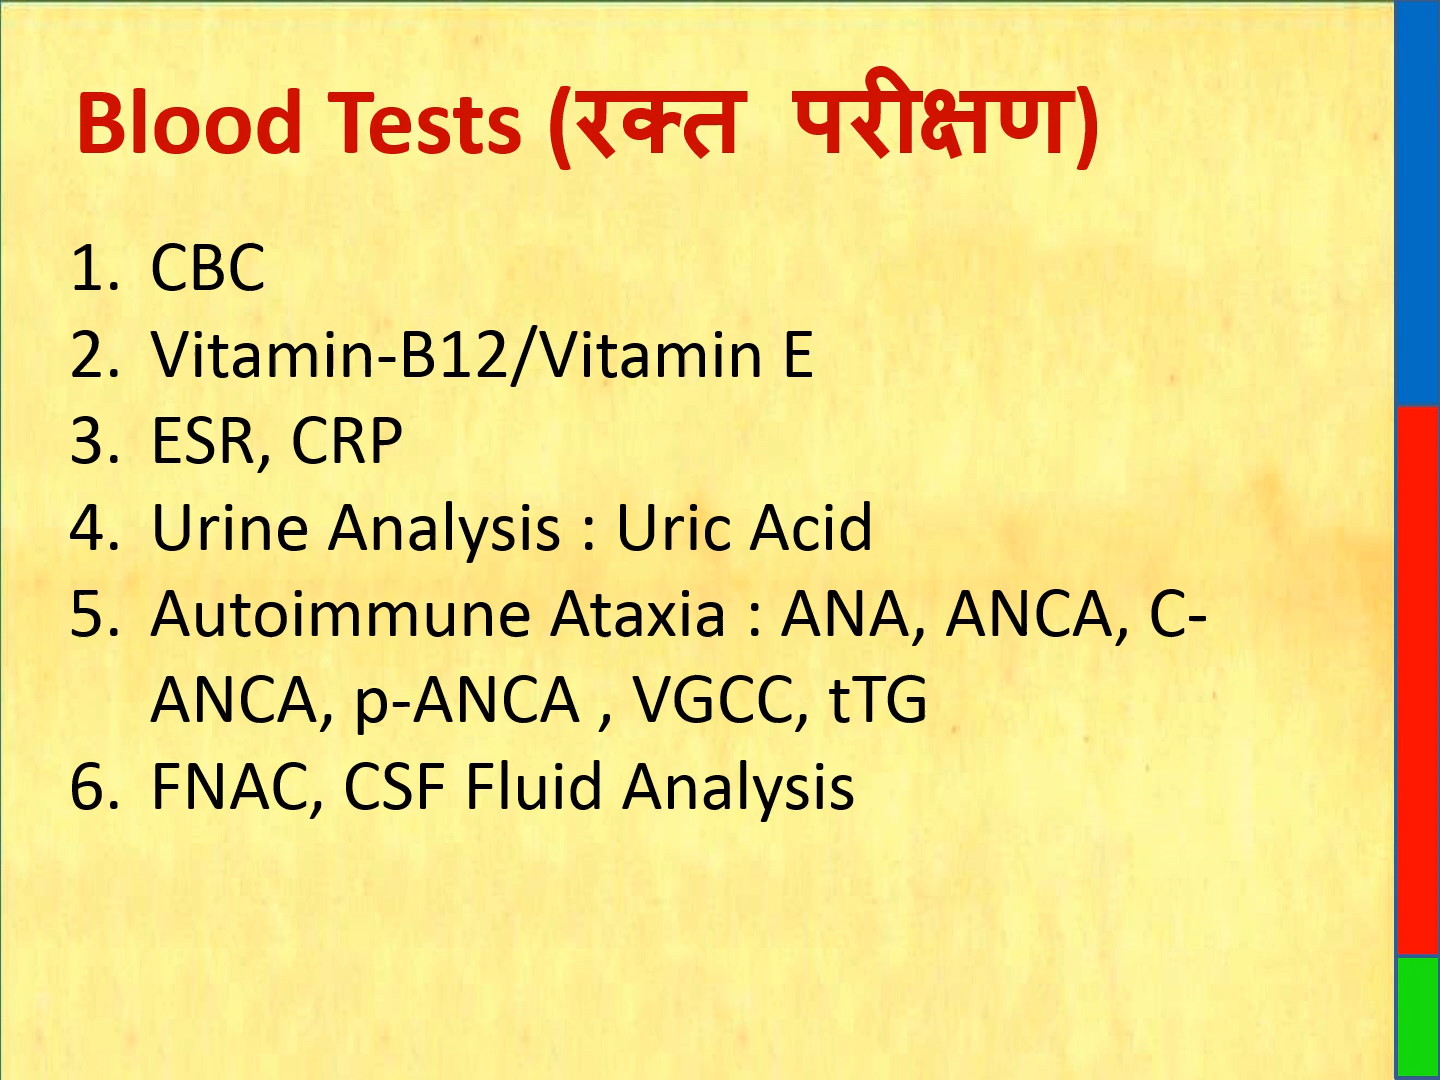 Blood Tests (रक्त परीक्षण)
1. CBC
2. Vitamin-B12/Vitamin E
3. ESR, CRP
4. Urine Analysis : Uric Acid
5. Autoimmune Ataxia : ANA, ANCA, C-
ANCA, p-ANCA , VGCC, tTG
6. FNAC, CSF Fluid Analysis